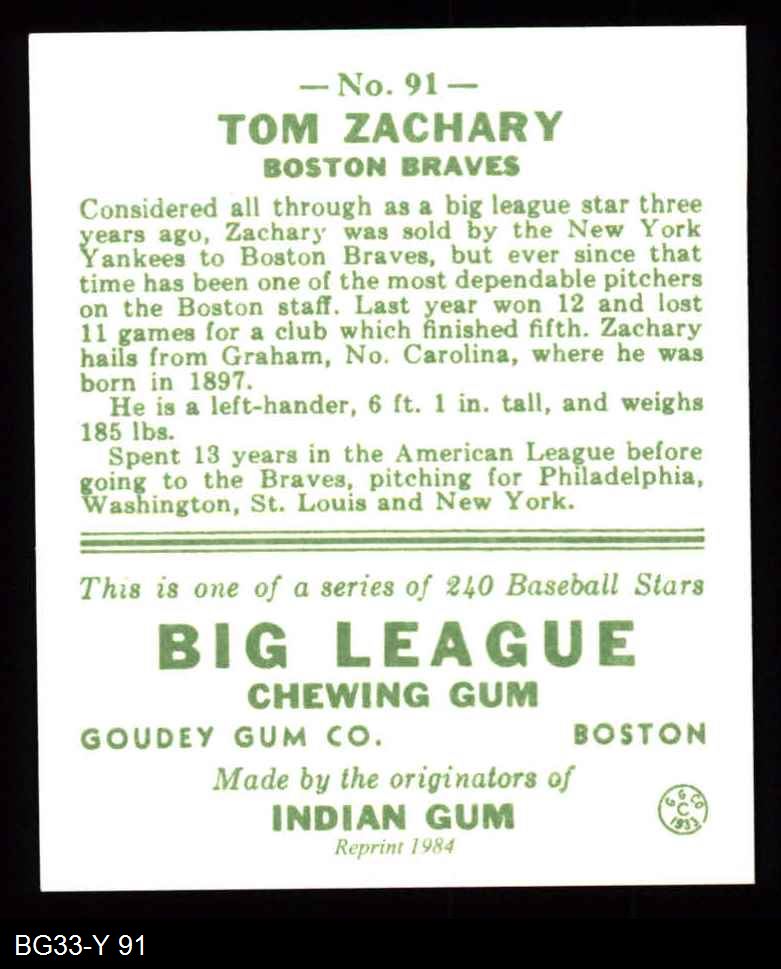 — No. 91 —
TOM ZACHARY
BOSTON BRAVES
Considered all through as a big league star three
years ago, Zachary was sold by the New York
Yankees to Boston Braves, but ever since that
time has been one of the most dependable pitchers
on the Boston staff. Last year won 12 and lost
11 games for a club which finished fifth. Zachary
hails from Graham, No. Carolina, where he was
born in 1897.
He is a left-hander, 6 ft. 1 in. tall, and weighs
185 lbs.
Spent 13 years in the American League before
going to the Braves, pitching for Philadelphia,
Washington, St. Louis and New York.
This is one of a series of 240 Baseball Stars
BIG LEAGUE
CHEWING GUM
GOUDEY GUM CO. BOSTON
Made by the originators of
INDIAN GUM
G G Co
C
1933
Reprint 1984
BG33-Y 91